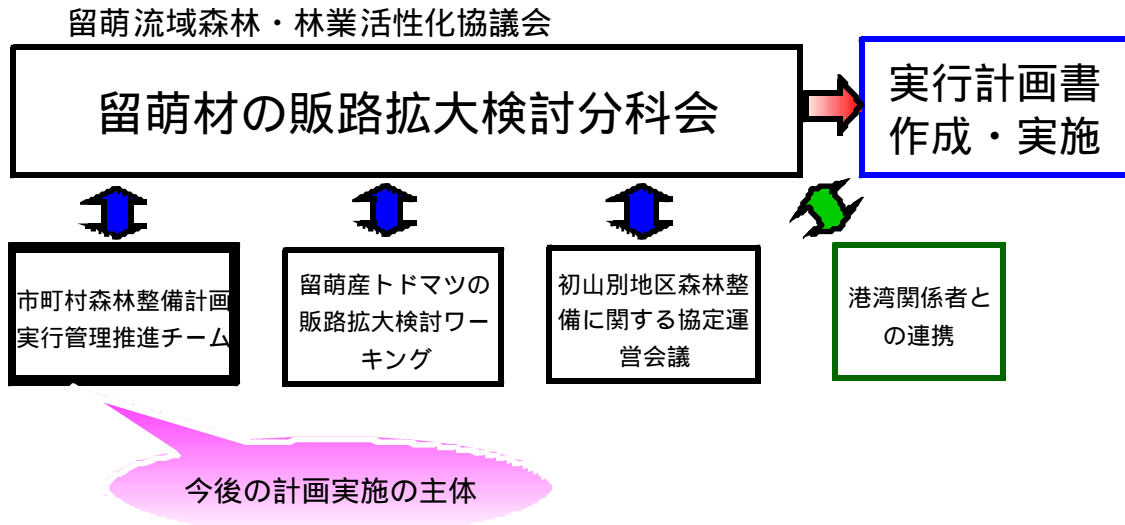 留萌流域森林・林業活性化協議会
留萌材の販路拡大検討分科会
実行計画書
作成・実施
市町村森林整備計画
実行管理推進チーム
留萌産トドマツの
販路拡大検討ワー
キング
初山別地区森林整
備に関する協定運
営会議
港湾関係者と
の連携
今後の計画実施の主体